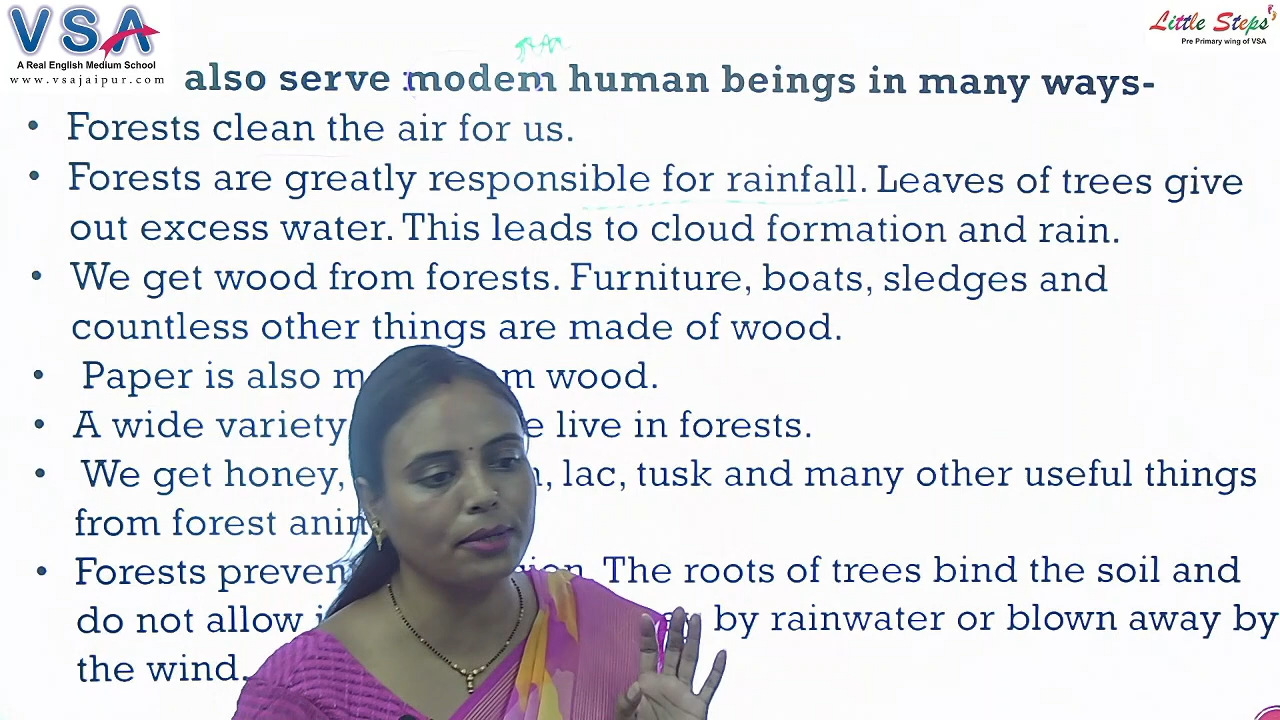 VSA
A Real English Medium School
www.vsajaipur.com
Little Steps
Pre Primary wing of VSA
also serve modem human beings in many ways-
• Forests clean the air for us.
• Forests are greatly responsible for rainfall. Leaves of trees give
out excess water. This leads to cloud formation and rain.
• We get wood from forests. Furniture, boats, sledges and
countless other things are made of wood.
• Paper is also wood.
• A wide variety live in forests.
• We get honey, lac, tusk and many other useful things
from forest
• Forests The roots of trees bind the soil and
do not allow by rainwater or blown away by
the wind.